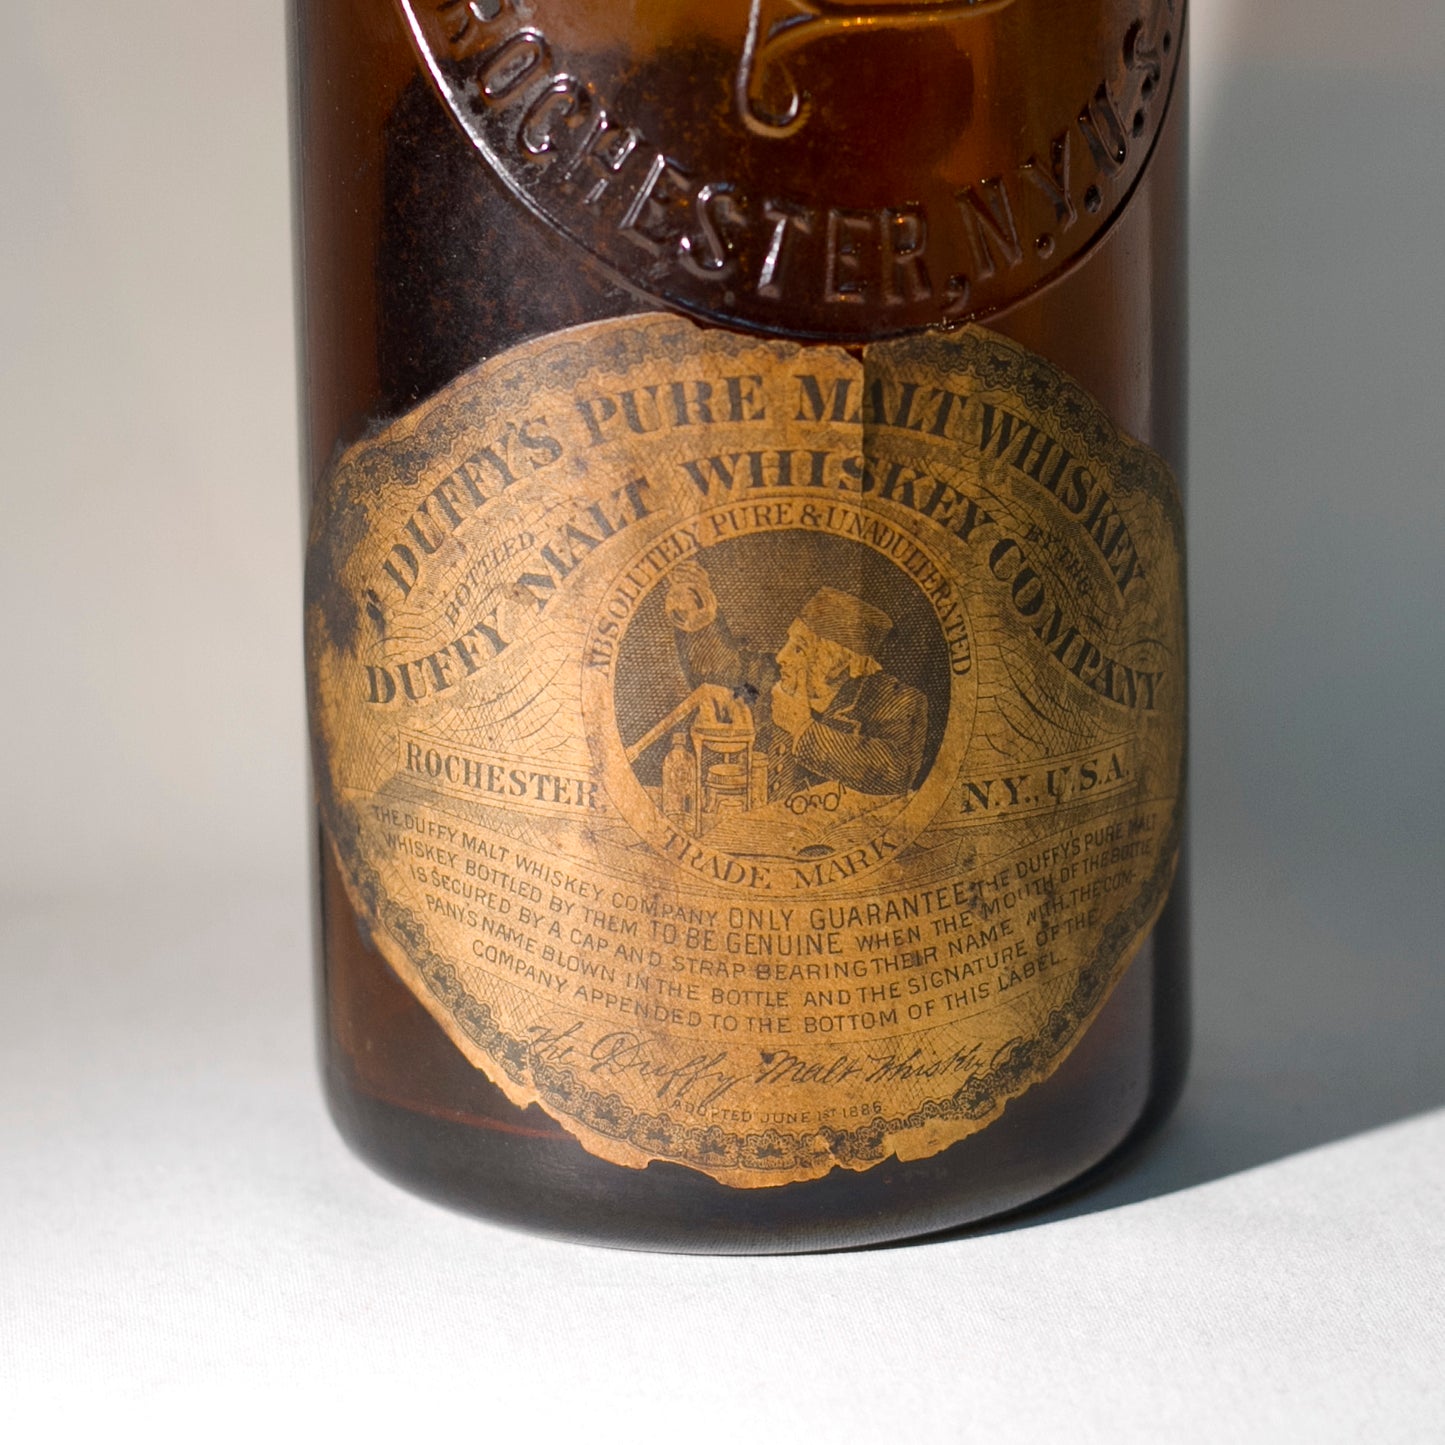 ROCHESTER, N.Y. U.S.
DUFFY'S PURE MALT WHISKEY
BOTTLED BY THE
DUFFY MALT WHISKEY COMPANY
ABSOLUTELY PURE & UNADULTERATED
ROCHESTER, N.Y., U.S.A.
TRADE MARK
THE DUFFY MALT WHISKEY COMPANY ONLY GUARANTEE THE DUFFY'S PURE MALT
WHISKEY BOTTLED BY THEM TO BE GENUINE WHEN THE MOUTH OF THE BOTTLE
IS SECURED BY A CAP AND STRAP BEARING THEIR NAME WITH THE COM-
PANYS NAME BLOWN IN THE BOTTLE AND THE SIGNATURE OF THE
COMPANY APPENDED TO THE BOTTOM OF THIS LABEL.
The Duffy Malt Whiskey Co
ADOPTED JUNE 1ST 1886.